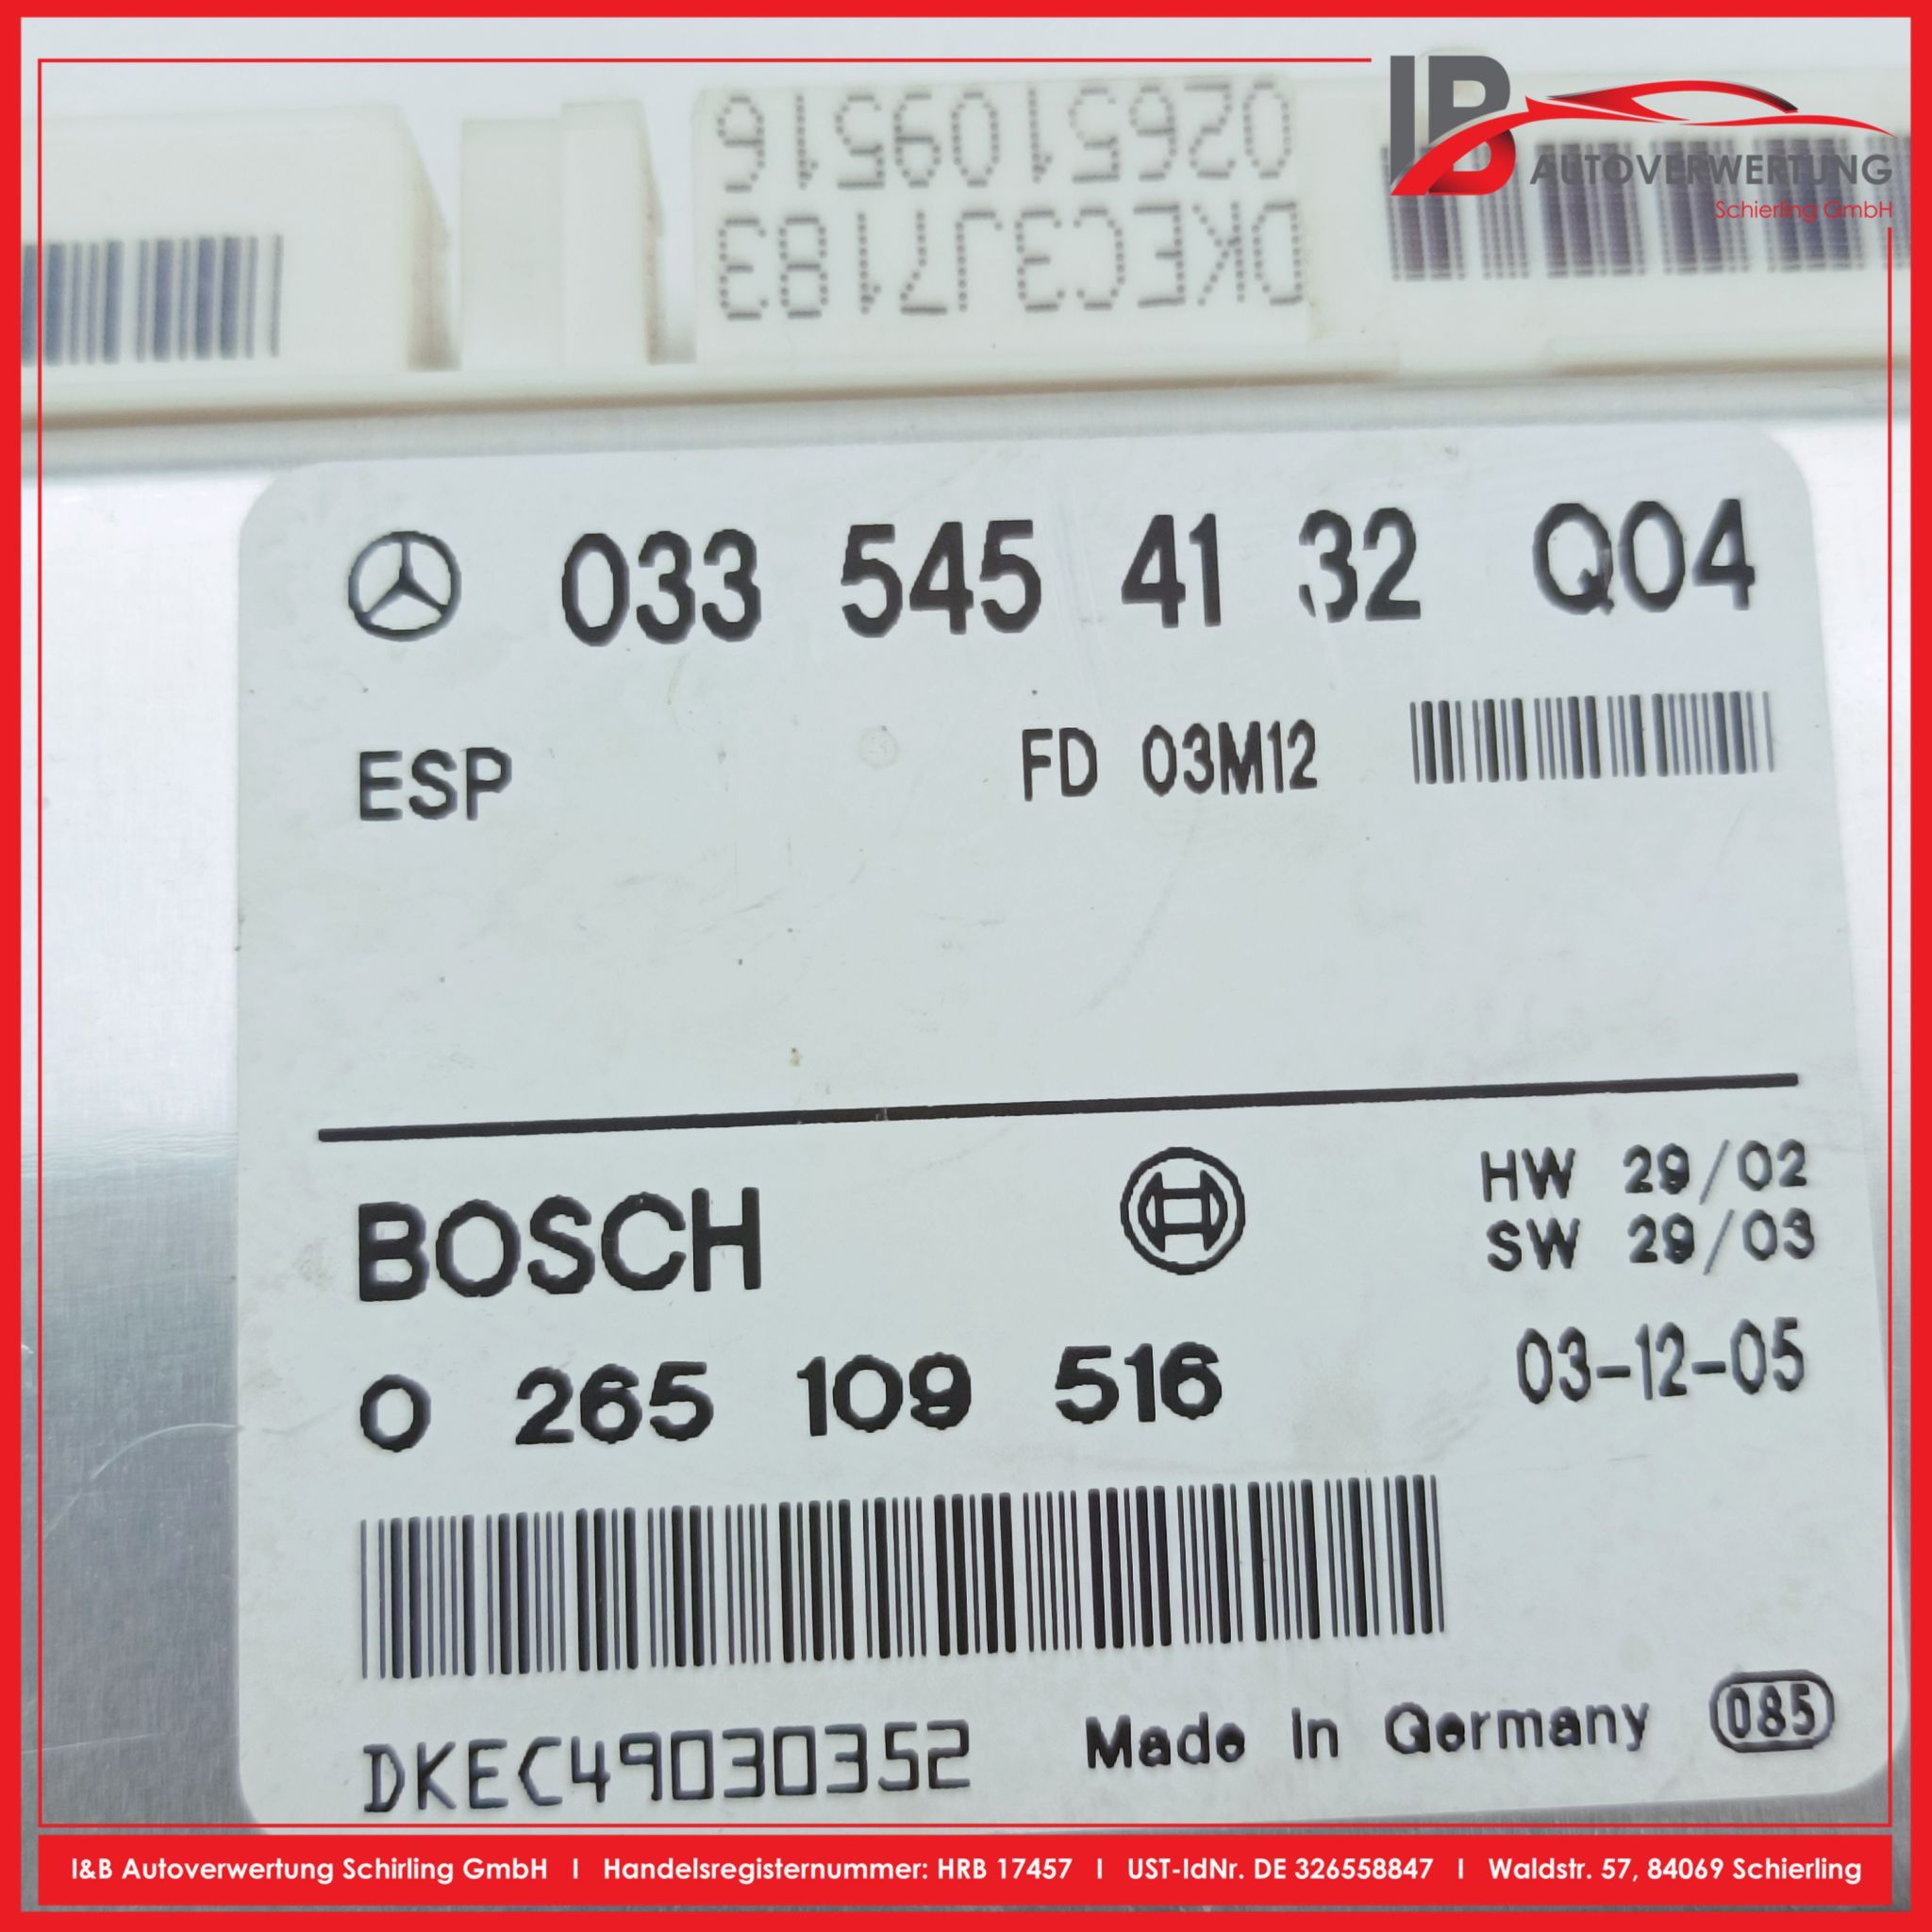 IB
AUTOVERWERTUNG
Schierling GmbH
0265109516
DKEC3J7183
033 545 41 32 Q04
ESP FD 03M12
BOSCH HW 29/02
SW 29/03
0 265 109 516 03-12-05
DKEC49030352 Made in Germany 085
I&B Autoverwertung Schirling GmbH I Handelsregisternummer: HRB 17457 I UST-IdNr. DE 326558847 I Waldstr. 57, 84069 Schierling